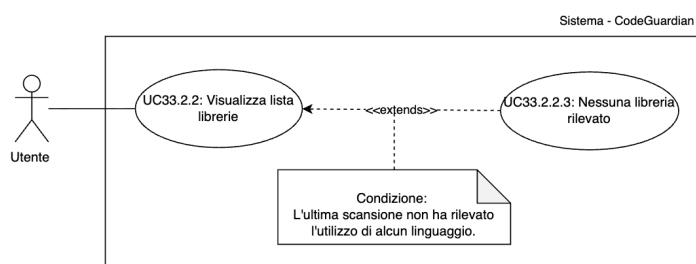 Sistema - CodeGuardian
UC33.2.2: Visualizza lista
librerie
<<extends>>
UC33.2.2.3: Nessuna libreria
rilevato
Utente
Condizione:
L'ultima scansione non ha rilevato
l'utilizzo di alcun linguaggio.